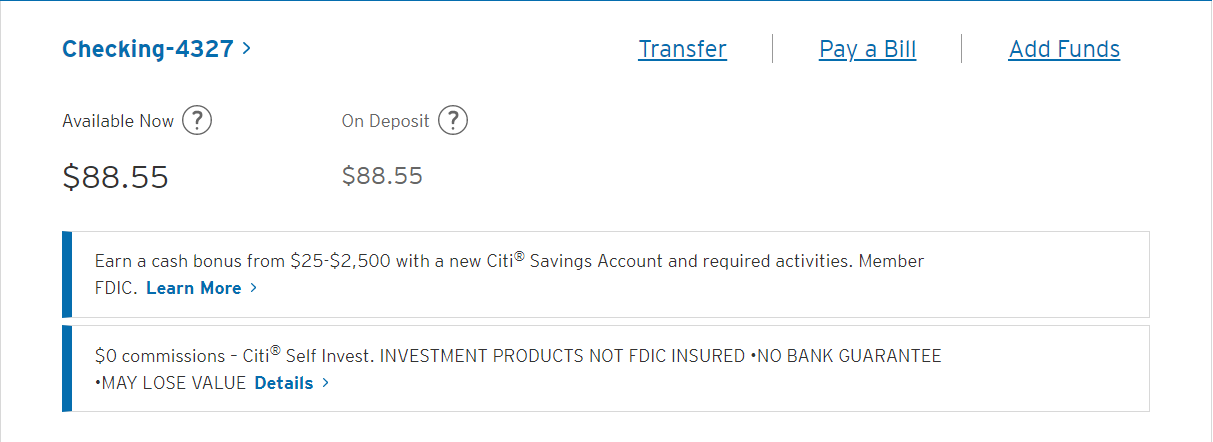 Checking-4327 >
Transfer
Pay a Bill
Add Funds
Available Now ?
On Deposit ?
$88.55
$88.55
Earn a cash bonus from $25-$2,500 with a new Citi® Savings Account and required activities. Member
FDIC. Learn More >
$0 commissions – Citi® Self Invest. INVESTMENT PRODUCTS NOT FDIC INSURED •NO BANK GUARANTEE
•MAY LOSE VALUE Details >